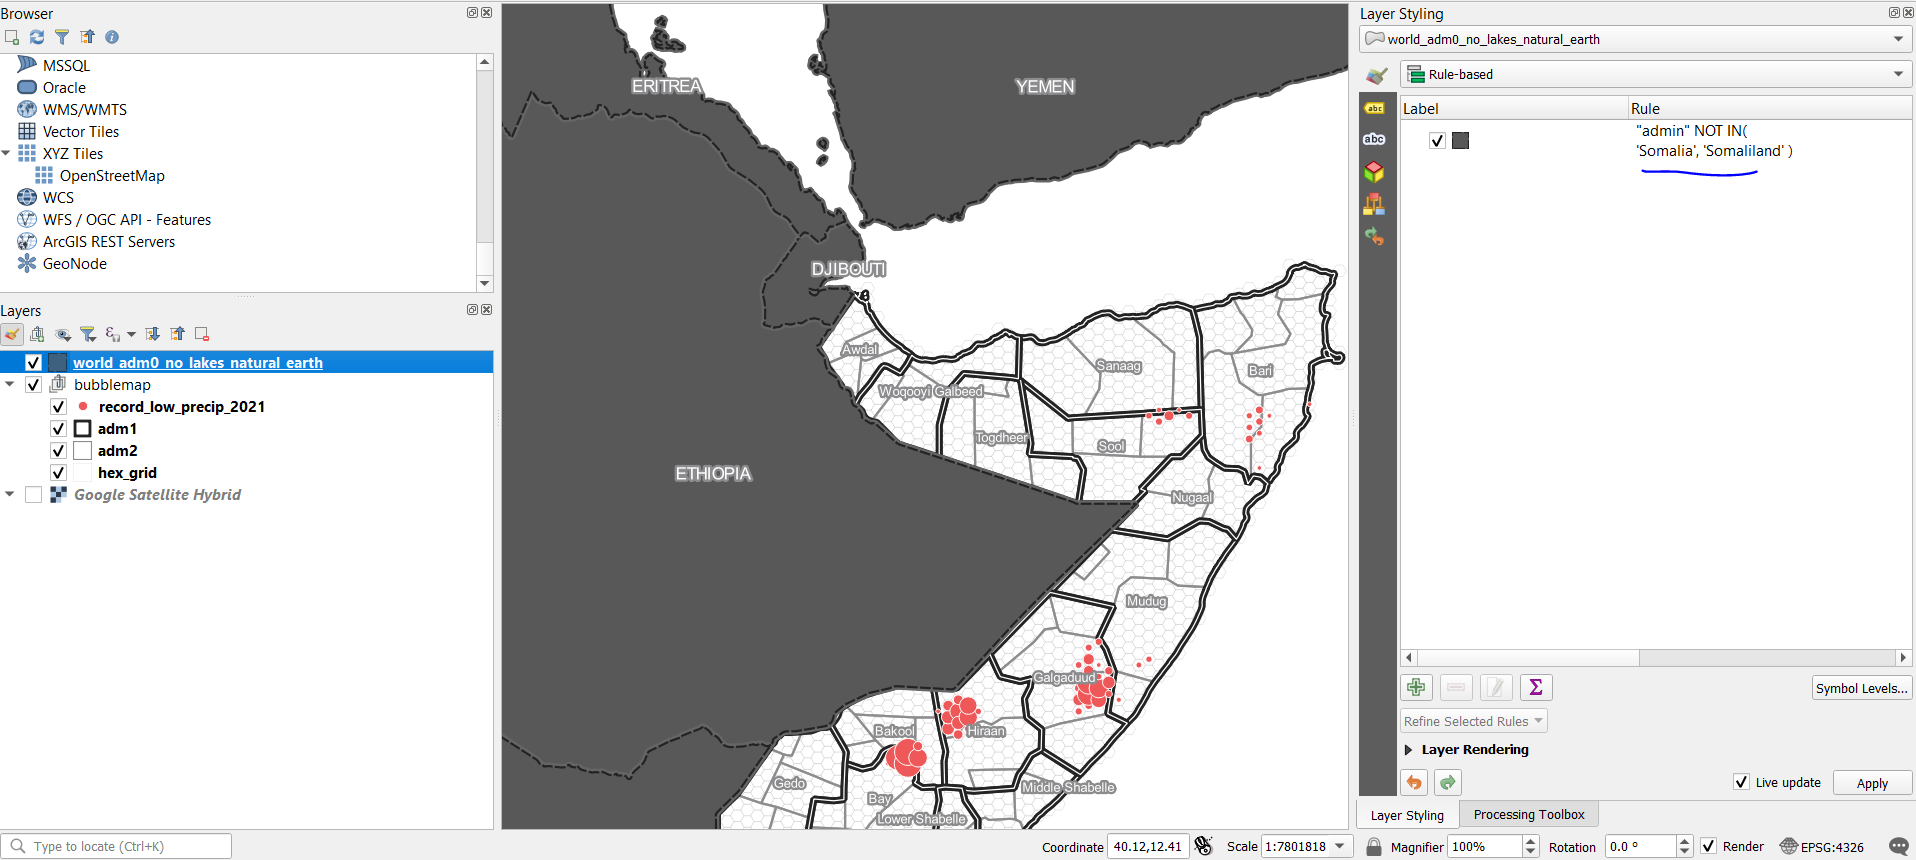 Browser
MSSQL
Oracle
WMS/WMTS
Vector Tiles
XYZ Tiles
OpenStreetMap
WCS
WFS / OGC API - Features
ArcGIS REST Servers
GeoNode
Layers
world_adm0_no_lakes_natural_earth
bubblemap
record_low_precip_2021
adm1
adm2
hex_grid
Google Satellite Hybrid
Type to locate (Ctrl+K)
ERITREA
YEMEN
DJIBOUTI
Awdal
Sanaag
Bari
Woqooyi Galbeed
Togdheer
Sool
ETHIOPIA
Nugaal
Mudug
Galgaduud
Bakool
Hiraan
Gedo
Bay
Middle Shabelle
Lower Shabelle
Layer Styling
world_adm0_no_lakes_natural_earth
Rule-based
abc
abc
Label
Rule
"admin" NOT IN(
'Somalia', 'Somaliland' )
Σ
Symbol Levels...
Refine Selected Rules
Layer Rendering
Live update
Apply
Layer Styling
Processing Toolbox
Coordinate
40.12,12.41
Scale
1:7801818
Magnifier
100%
Rotation
0.0 °
Render
EPSG:4326